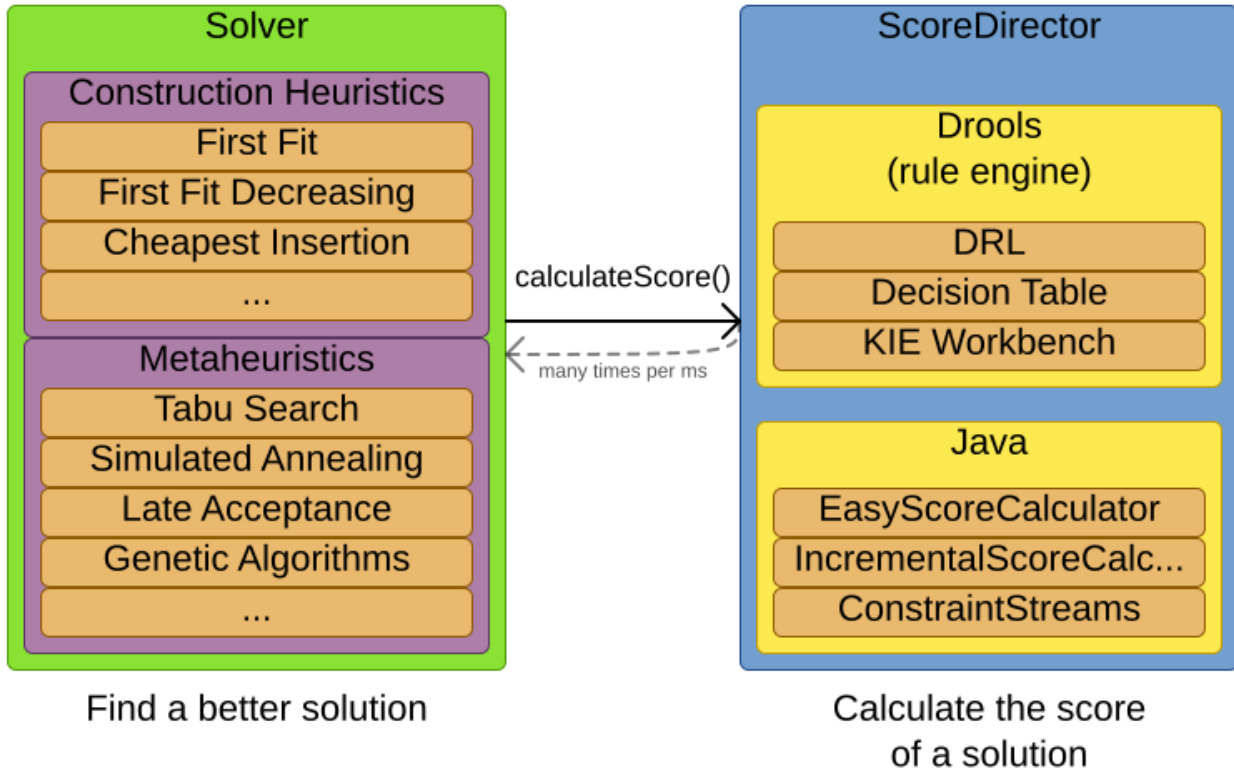 Solver
Construction Heuristics
First Fit
First Fit Decreasing
Cheapest Insertion
...
Metaheuristics
Tabu Search
Simulated Annealing
Late Acceptance
Genetic Algorithms
...
Find a better solution
calculateScore()
many times per ms
ScoreDirector
Drools
(rule engine)
DRL
Decision Table
KIE Workbench
Java
EasyScoreCalculator
IncrementalScoreCalc...
ConstraintStreams
Calculate the score
of a solution